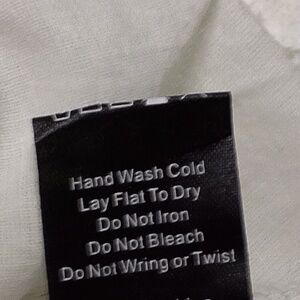 Hand Wash Cold
Lay Flat To Dry
Do Not Iron
Do Not Bleach
Do Not Wring or Twist